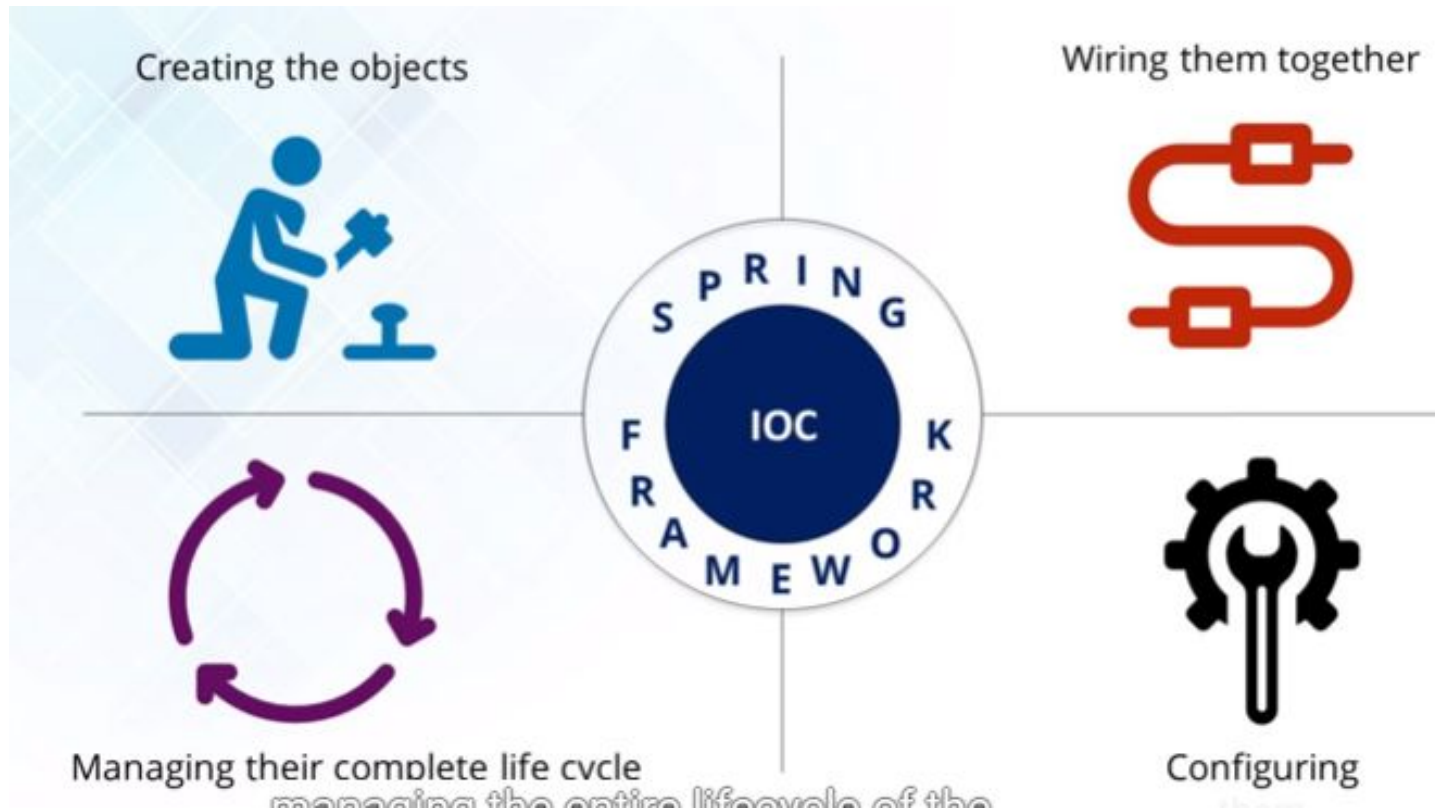 Creating the objects
Wiring them together
SPRING
FRAMEWORK
IOC
Managing their complete life cycle
Configuring
managing the entire lifecycle of the